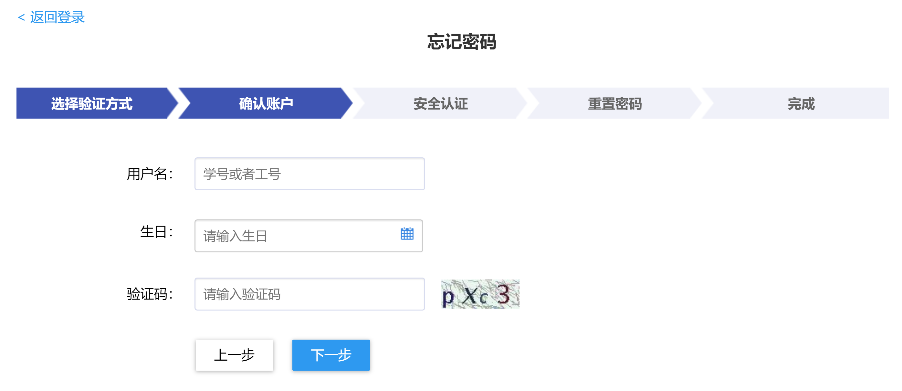 < 返回登录
忘记密码
选择验证方式 确认账户 安全认证 重置密码 完成
用户名： 学号或者工号
生日： 请输入生日
验证码： 请输入验证码 pXc3
上一步 下一步